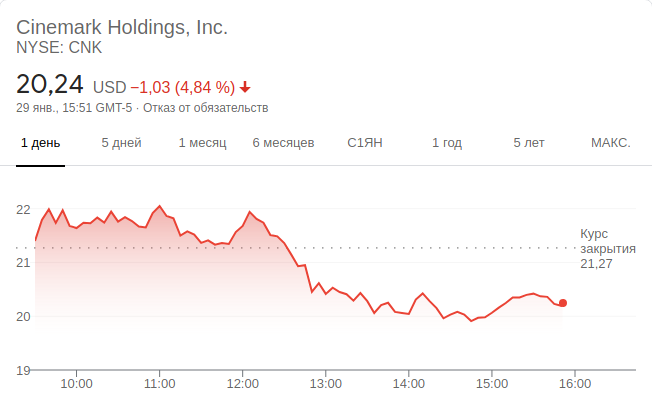 Cinemark Holdings, Inc.
NYSE: CNK
20,24 USD −1,03 (4,84 %)
29 янв., 15:51 GMT-5 · Отказ от обязательств
1 день 5 дней 1 месяц 6 месяцев С1ЯН 1 год 5 лет МАКС.
22
Курс
закрытия
21,27
21
20
19
10:00 11:00 12:00 13:00 14:00 15:00 16:00